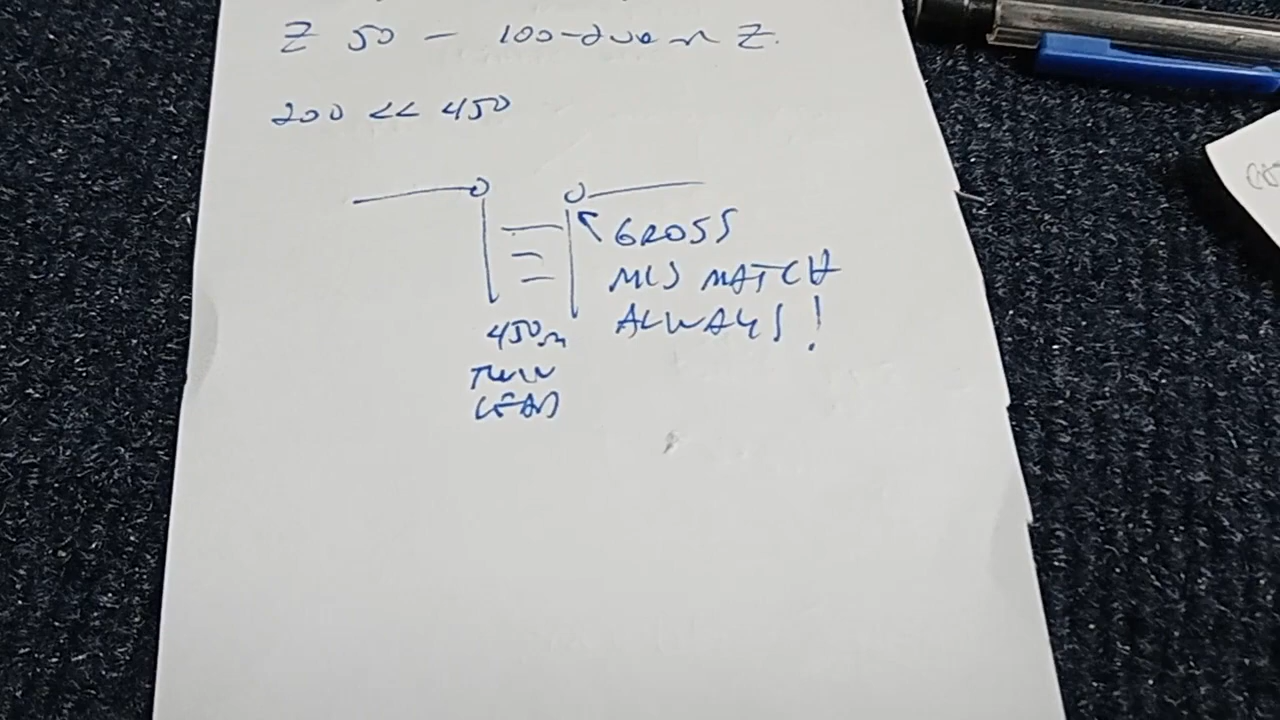 Z 50 - 100-200 Ω Z.
200 << 450
GROSS
MISMATCH
ALWAYS!
450Ω
TWIN
LEAD